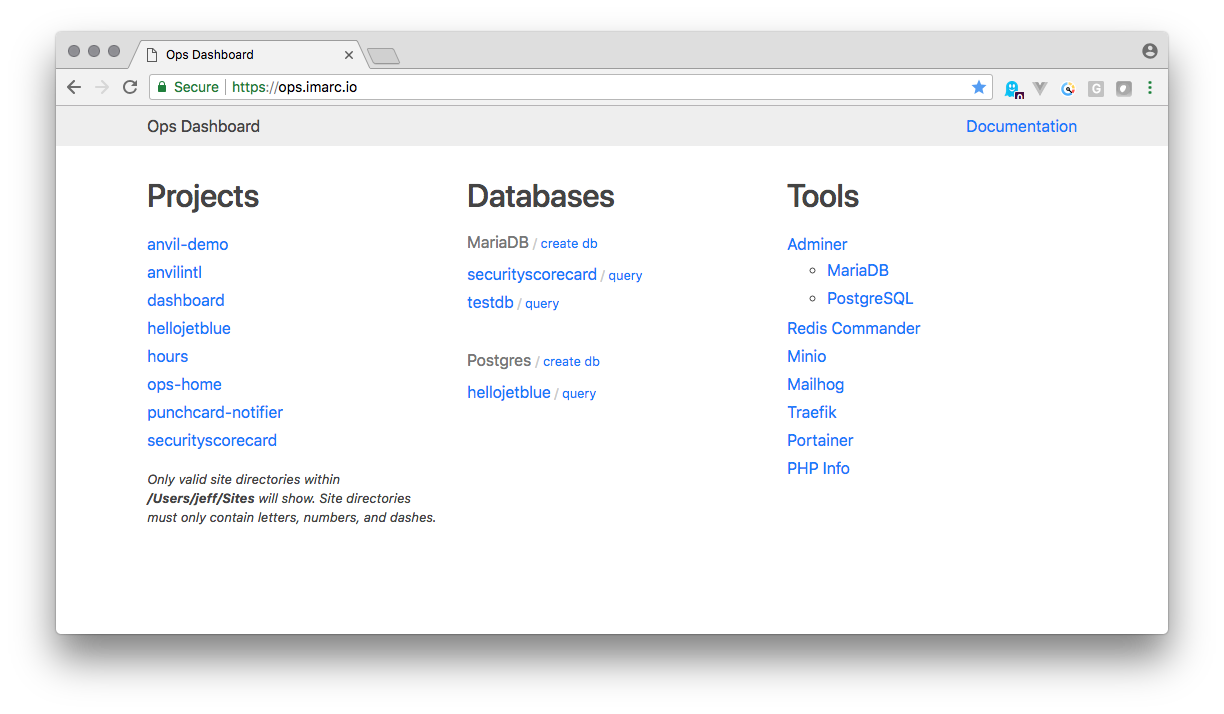 Ops Dashboard
Secure https://ops.imarc.io
G
Ops Dashboard Documentation
Projects
anvil-demo
anvilintl
dashboard
hellojetblue
hours
ops-home
punchcard-notifier
securityscorecard
Only valid site directories within
/Users/jeff/Sites will show. Site directories
must only contain letters, numbers, and dashes.
Databases
MariaDB / create db
securityscorecard / query
testdb / query
Postgres / create db
hellojetblue / query
Tools
Adminer
MariaDB
PostgreSQL
Redis Commander
Minio
Mailhog
Traefik
Portainer
PHP Info